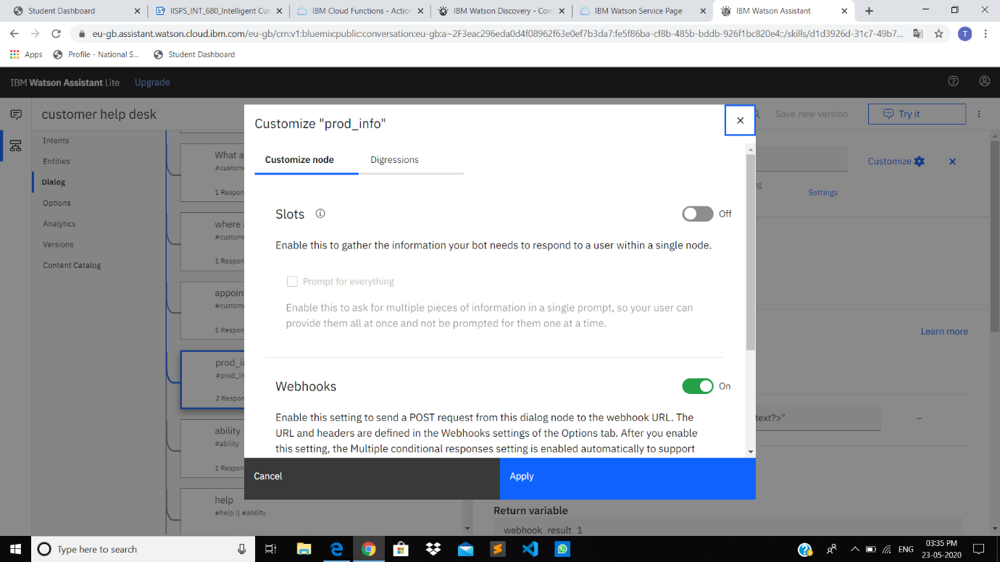 Student Dashboard
IISPS_INT_680_Intelligent Cus
IBM Cloud Functions - Action
IBM Watson Discovery - Con
IBM Watson Service Page
IBM Watson Assistant
eu-gb.assistant.watson.cloud.ibm.com/eu-gb/crn:v1:bluemix:public:conversation:eu-gb:a~2F3eac296eda0d4f08962f63e0ef7b3da7:fe5f86ba-cf8b-485b-bddb-926f1bc820e4::/skills/d1d3926d-31c7-49b7...
T
Apps
Profile - National S...
Student Dashboard
IBM Watson Assistant Lite
Upgrade
customer help desk
Save new version
Try it
Intents
Entities
Dialog
Options
Analytics
Versions
Content Catalog
What a
#custome
1 Respon
where a
#custome
1 Respon
appoint
#custome
1 Respon
prod_i
#prod_in
2 Respon
ability
#ability
1 Respon
help
#help || #ability
Customize "prod_info"
Customize node
Digressions
Slots
Off
Enable this to gather the information your bot needs to respond to a user within a single node.
Prompt for everything
Enable this to ask for multiple pieces of information in a single prompt, so your user can
provide them all at once and not be prompted for them one at a time.
Webhooks
On
Enable this setting to send a POST request from this dialog node to the webhook URL. The
URL and headers are defined in the Webhooks settings of the Options tab. After you enable
this setting, the Multiple conditional responses setting is enabled automatically to support
Cancel
Apply
Customize
Settings
Learn more
text?>"
Return variable
webhook_result_1
Type here to search
ENG
03:35 PM
23-05-2020